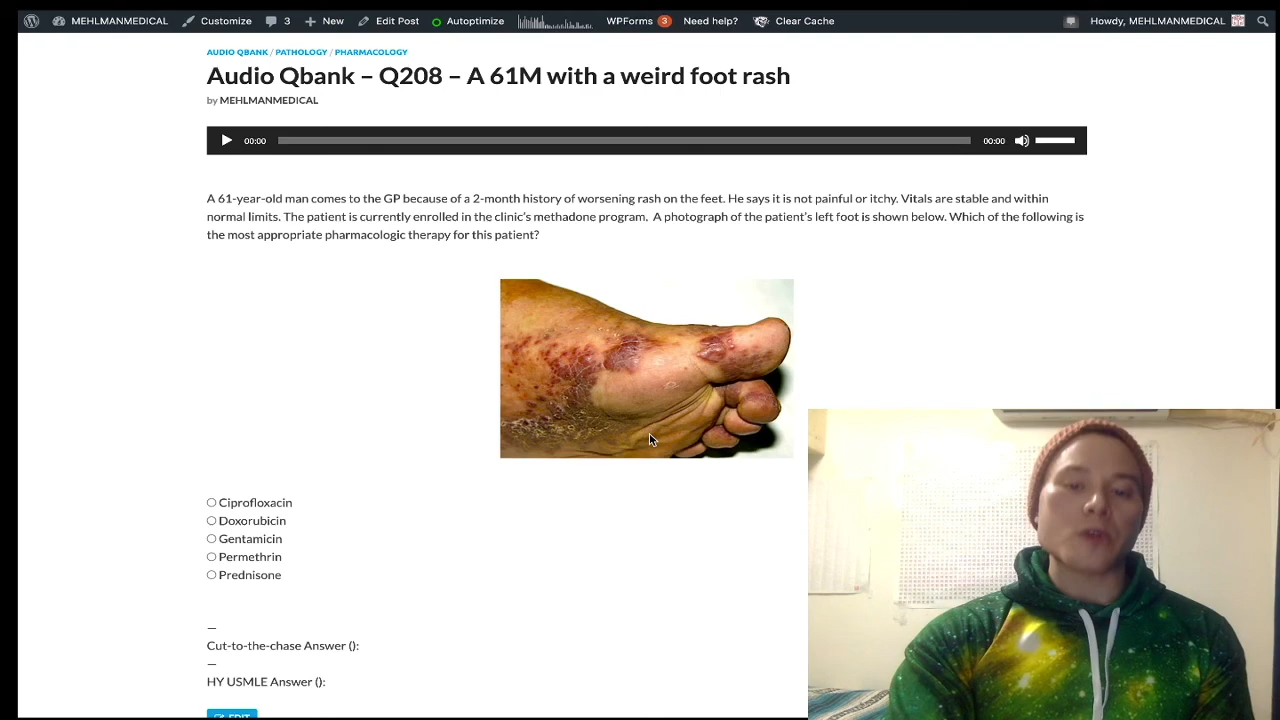 MEHLMANMEDICAL Customize 3 New Edit Post Autoptimize WPForms 3 Need help? Clear Cache Howdy, MEHLMANMEDICAL
AUDIO QBANK / PATHOLOGY / PHARMACOLOGY
Audio Qbank – Q208 – A 61M with a weird foot rash
by MEHLMANMEDICAL
00:00 00:00
A 61-year-old man comes to the GP because of a 2-month history of worsening rash on the feet. He says it is not painful or itchy. Vitals are stable and within
normal limits. The patient is currently enrolled in the clinic's methadone program. A photograph of the patient's left foot is shown below. Which of the following is
the most appropriate pharmacologic therapy for this patient?
Ciprofloxacin
Doxorubicin
Gentamicin
Permethrin
Prednisone
—
Cut-to-the-chase Answer ():
—
HY USMLE Answer ():
EDIT